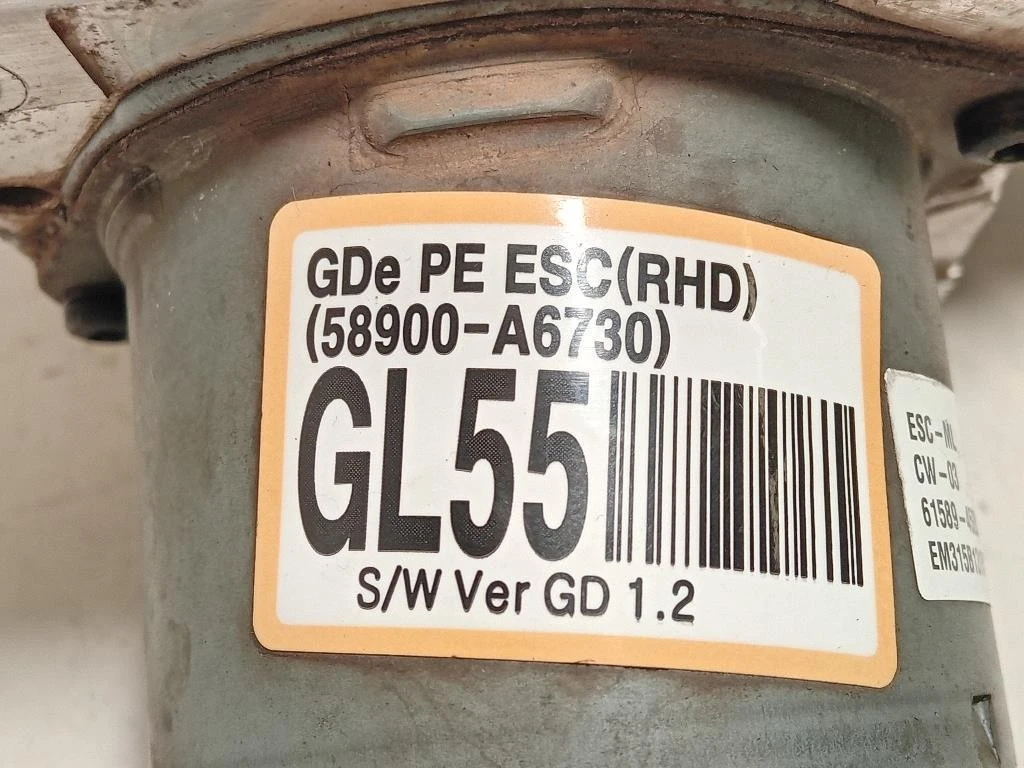 GDe PE ESC(RHD)
(58900-A6730)
GL55
S/W Ver GD 1.2
CW-03